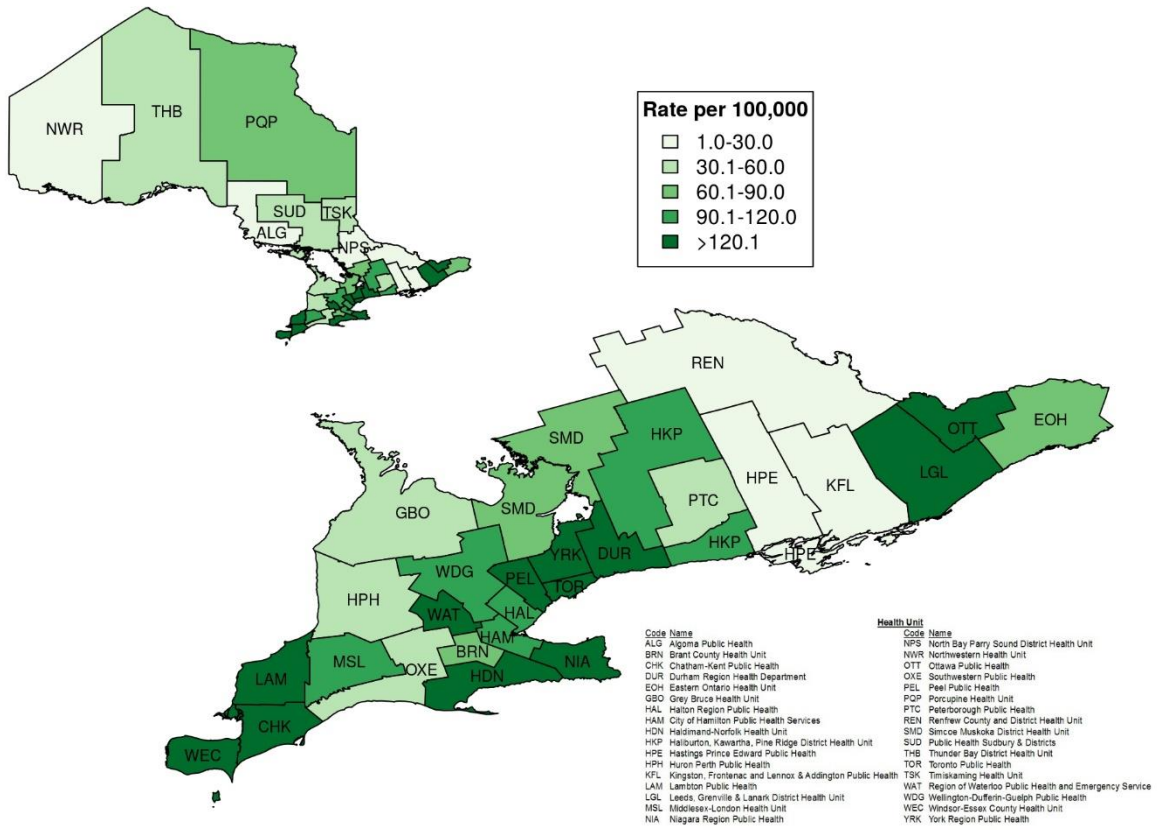 Rate per 100,000
1.0-30.0
30.1-60.0
60.1-90.0
90.1-120.0
>120.1
NWR
THB
PQP
SUD
TSK
ALG
NPS
REN
SMD
HKP
OTT
EOH
LGL
HPE
KFL
PTC
GBO
SMD
HKP
YRK
DUR
HPE
WDG
PEL
TOR
HPH
WAT
HAL
HAM
MSL
OXE
BRN
NIA
LAM
HDN
CHK
WEC
Health Unit
Code Name
ALG Algoma Public Health
BRN Brant County Health Unit
CHK Chatham-Kent Public Health
DUR Durham Region Health Department
EOH Eastern Ontario Health Unit
GBO Grey Bruce Health Unit
HAL Halton Region Public Health
HAM City of Hamilton Public Health Services
HDN Haldimand-Norfolk Health Unit
HKP Haliburton, Kawartha, Pine Ridge District Health Unit
HPE Hastings Prince Edward Public Health
HPH Huron Perth Public Health
KFL Kingston, Frontenac and Lennox & Addington Public Health
LAM Lambton Public Health
LGL Leeds, Grenville & Lanark District Health Unit
MSL Middlesex-London Health Unit
NIA Niagara Region Public Health
Code Name
NPS North Bay Parry Sound District Health Unit
NWR Northwestern Health Unit
OTT Ottawa Public Health
OXE Southwestern Public Health
PEL Peel Public Health
PQP Porcupine Health Unit
PTC Peterborough Public Health
REN Renfrew County and District Health Unit
SMD Simcoe Muskoka District Health Unit
SUD Public Health Sudbury & Districts
THB Thunder Bay District Health Unit
TOR Toronto Public Health
TSK Timiskaming Health Unit
WAT Region of Waterloo Public Health and Emergency Service
WDG Wellington-Dufferin-Guelph Public Health
WEC Windsor-Essex County Health Unit
YRK York Region Public Health